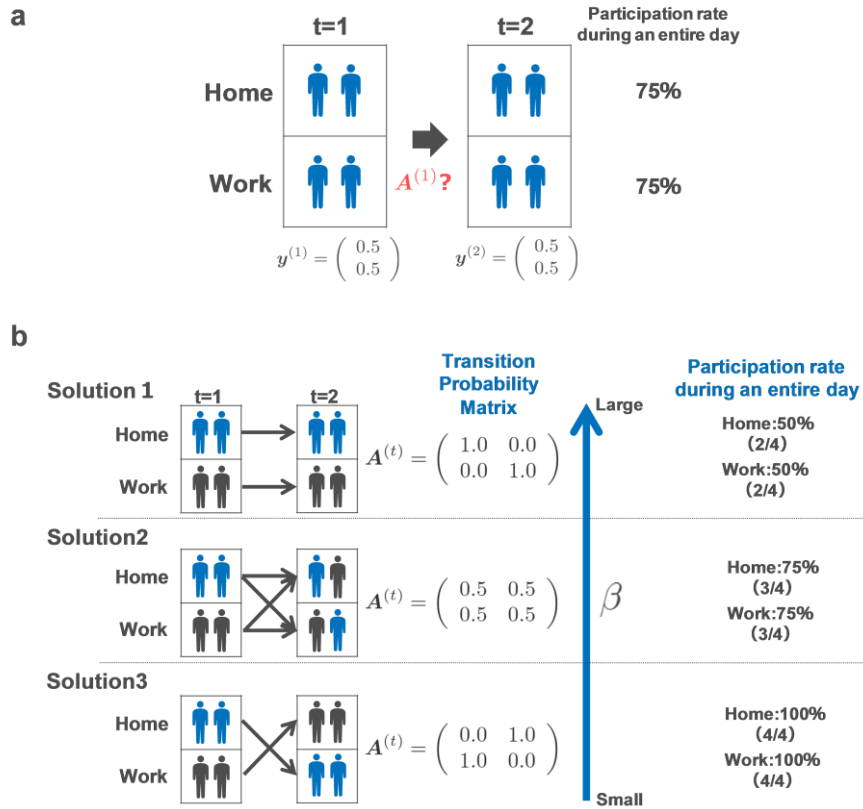 a
t=1
t=2
Participation rate
during an entire day
Home
75%
Work
A⁽¹⁾?
75%
y⁽¹⁾ = ( 0.5
0.5 )
y⁽²⁾ = ( 0.5
0.5 )
b
Transition
Probability
Matrix
Participation rate
during an entire day
Solution 1
t=1
t=2
Large
Home
Work
A⁽ᵗ⁾ = ( 1.0 0.0
0.0 1.0 )
Home:50%
(2/4)
Work:50%
(2/4)
Solution2
Home
Work
A⁽ᵗ⁾ = ( 0.5 0.5
0.5 0.5 )
β
Home:75%
(3/4)
Work:75%
(3/4)
Solution3
Home
Work
A⁽ᵗ⁾ = ( 0.0 1.0
1.0 0.0 )
Home:100%
(4/4)
Work:100%
(4/4)
Small